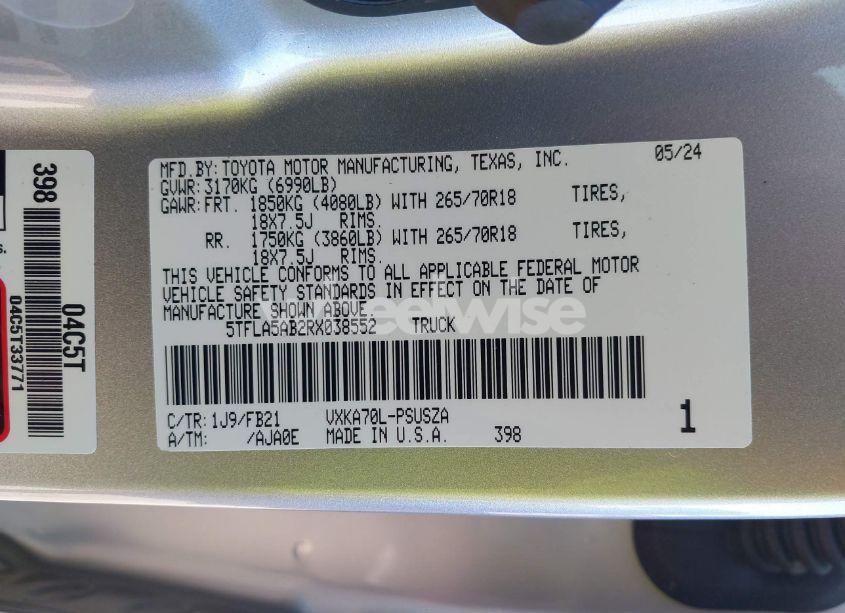 MFD.BY: TOYOTA MOTOR MANUFACTURING, TEXAS, INC. 05/24
GVWR: 3170KG (6990LB)
GAWR: FRT. 1850KG (4080LB) WITH 265/70R18 TIRES,
18X7.5J RIMS.
RR. 1750KG (3860LB) WITH 265/70R18 TIRES,
18X7.5J RIMS.
THIS VEHICLE CONFORMS TO ALL APPLICABLE FEDERAL MOTOR
VEHICLE SAFETY STANDARDS IN EFFECT ON THE DATE OF
MANUFACTURE SHOWN ABOVE.
5TFLA5AB2RX038552 TRUCK
C/TR: 1J9/FB21 VXKA70L-PSUSZA
A/TM: /AJA0E MADE IN U.S.A. 398
1
398
04C5T
04C5T33771